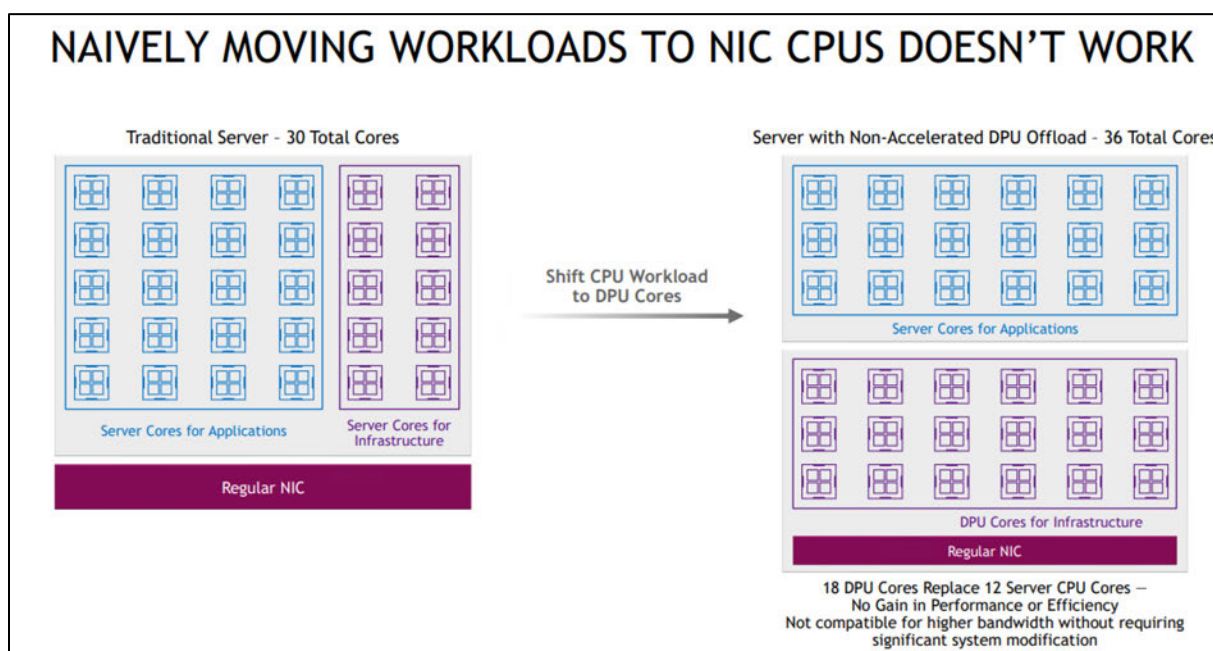 NAIVELY MOVING WORKLOADS TO NIC CPUS DOESN'T WORK
Traditional Server - 30 Total Cores
Server Cores for Applications
Server Cores for
Infrastructure
Regular NIC
Shift CPU Workload
to DPU Cores
Server with Non-Accelerated DPU Offload - 36 Total Cores
Server Cores for Applications
DPU Cores for Infrastructure
Regular NIC
18 DPU Cores Replace 12 Server CPU Cores —
No Gain in Performance or Efficiency
Not compatible for higher bandwidth without requiring
significant system modification